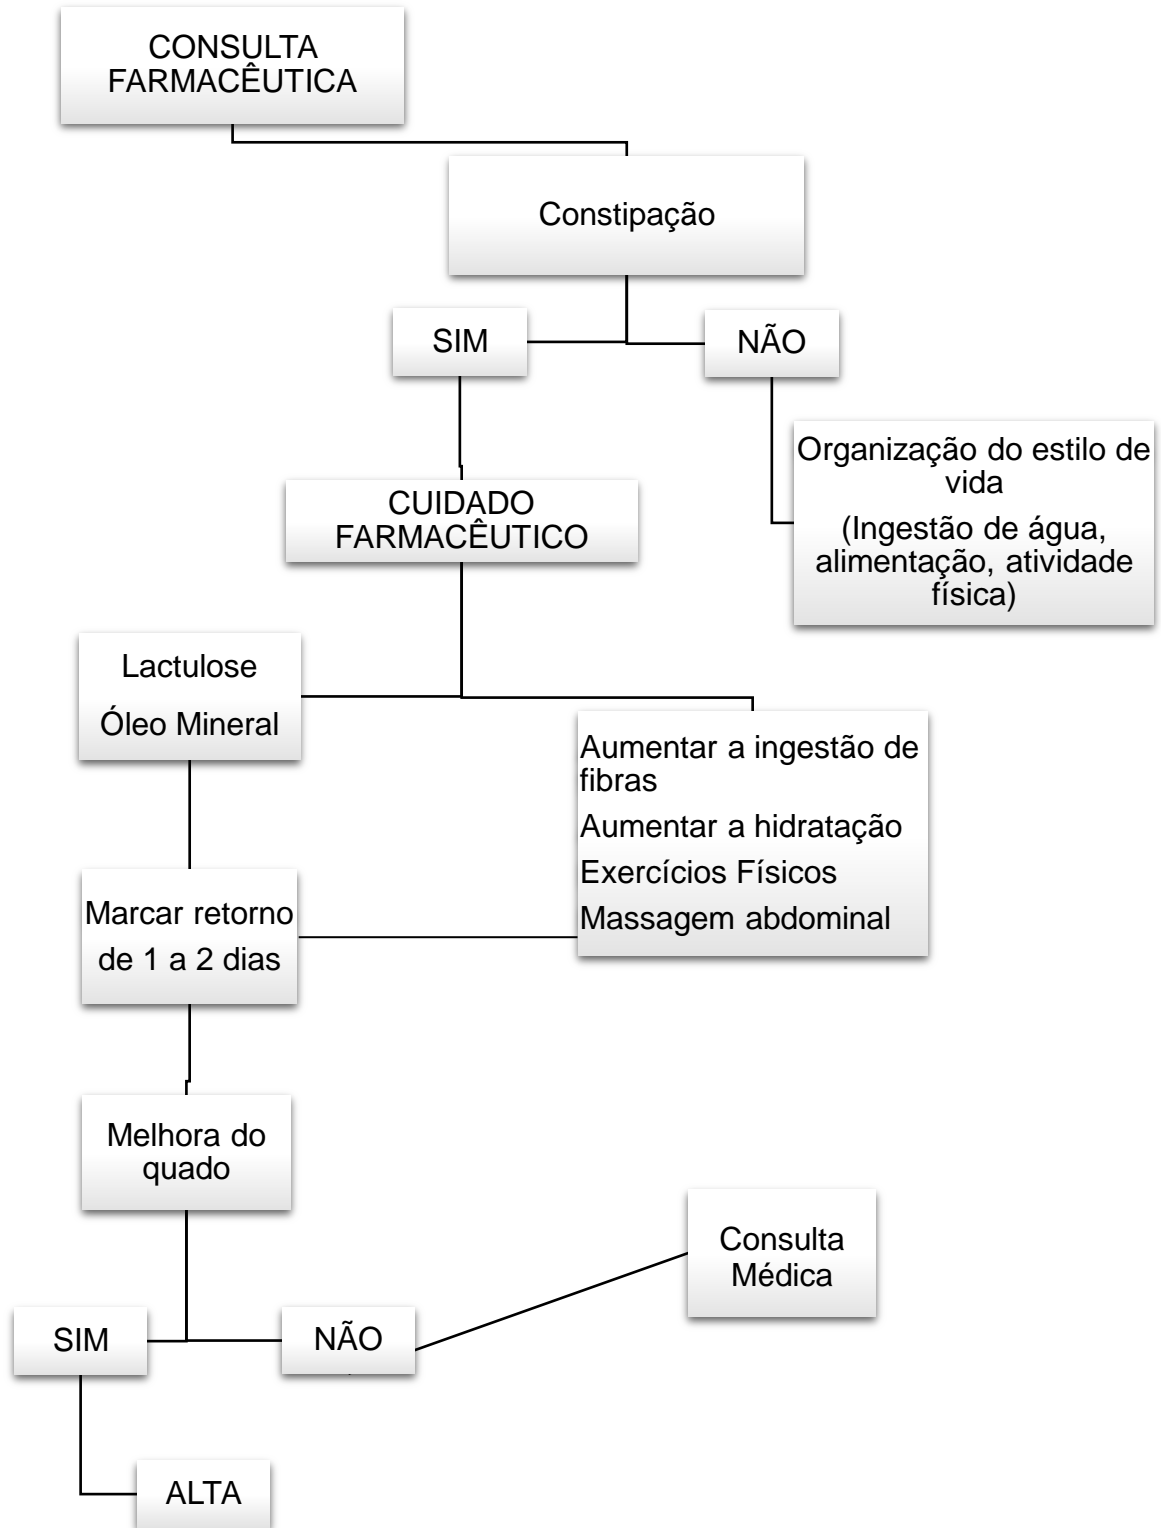 CONSULTA
FARMACÊUTICA
Constipação
SIM
NÃO
Organização do estilo de
vida
(Ingestão de água,
alimentação, atividade
física)
CUIDADO
FARMACÊUTICO
Lactulose
Óleo Mineral
Aumentar a ingestão de
fibras
Aumentar a hidratação
Exercícios Físicos
Massagem abdominal
Marcar retorno
de 1 a 2 dias
Melhora do
quado
Consulta
Médica
SIM
NÃO
ALTA